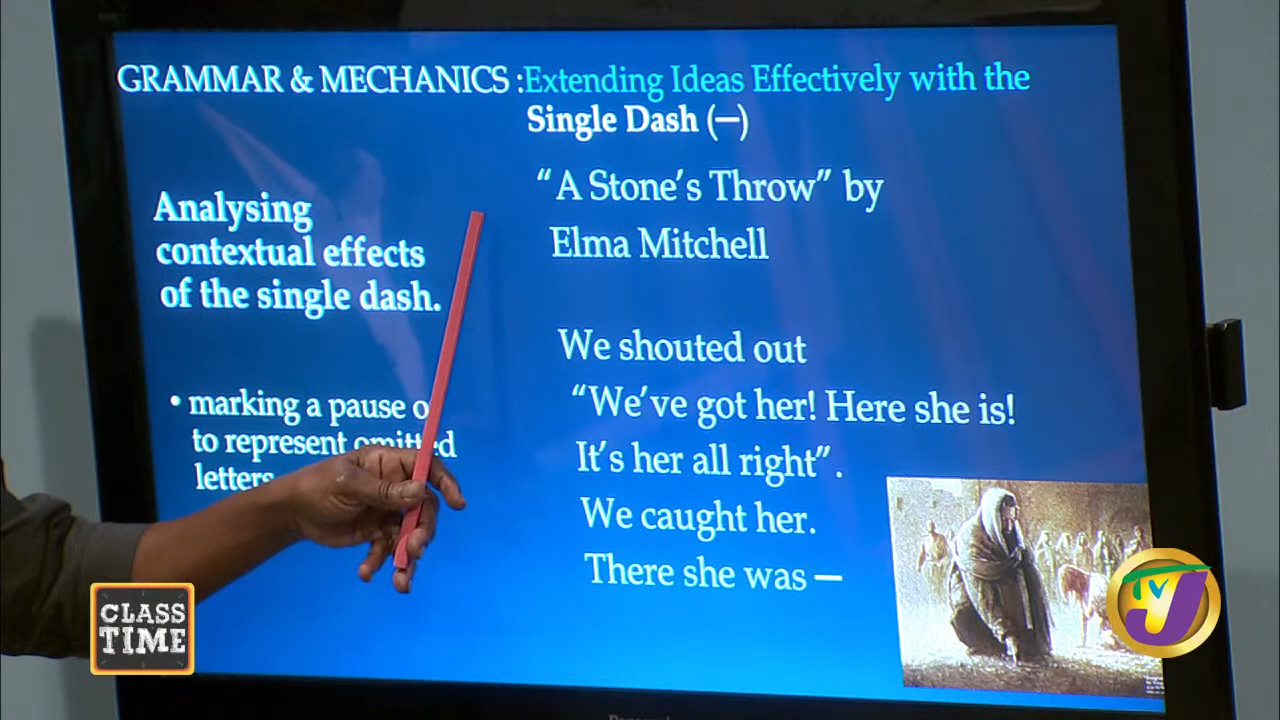 GRAMMAR & MECHANICS :Extending Ideas Effectively with the
Single Dash (—)
Analysing
contextual effects
of the single dash.
• marking a pause o
to represent omitted
letters
“A Stone’s Throw” by
Elma Mitchell
We shouted out
“We’ve got her! Here she is!
It’s her all right”.
We caught her.
There she was —
CLASS
TIME
TVJ